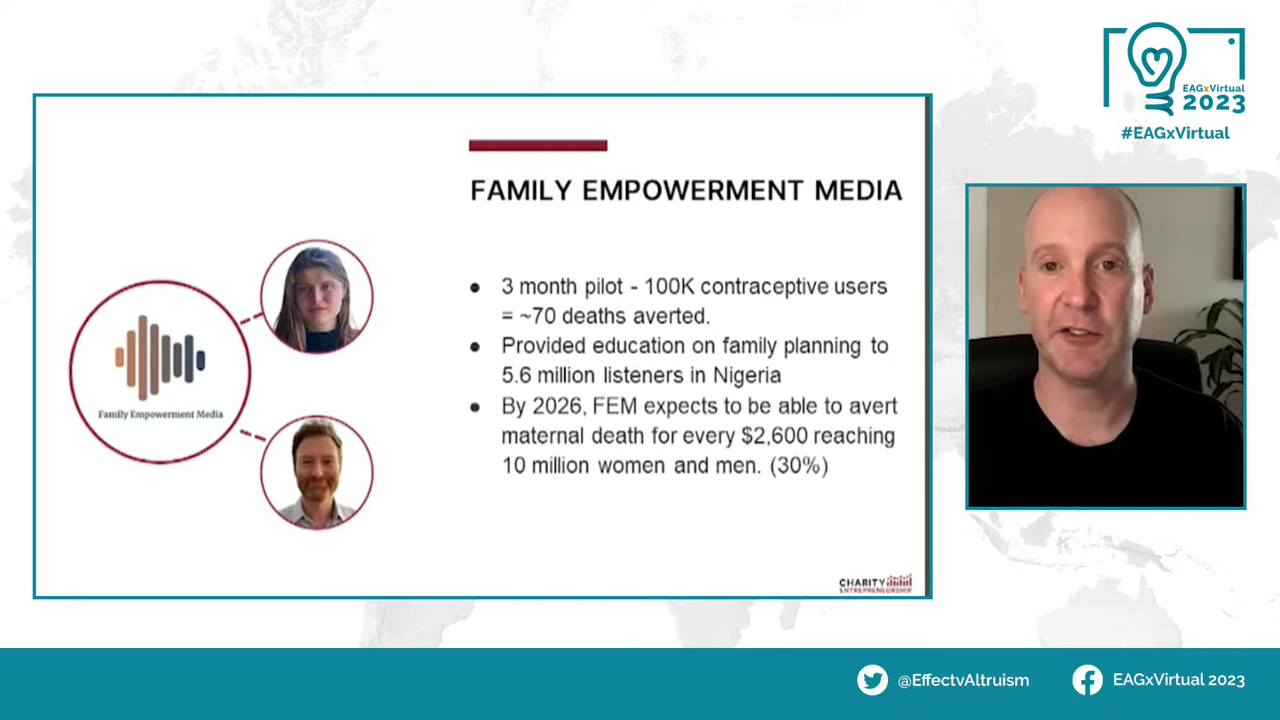 EAGxVirtual
2023
#EAGxVirtual
FAMILY EMPOWERMENT MEDIA
● 3 month pilot - 100K contraceptive users
= ~70 deaths averted.
● Provided education on family planning to
5.6 million listeners in Nigeria
● By 2026, FEM expects to be able to avert
maternal death for every $2,600 reaching
10 million women and men. (30%)
Family Empowerment Media
CHARITY
ENTREPRENEURSHIP
@EffectvAltruism
EAGxVirtual 2023